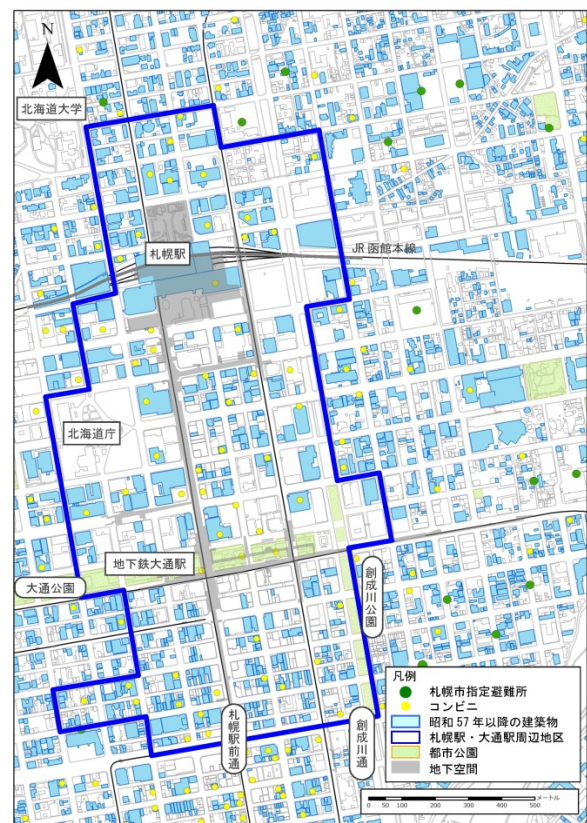 N
北海道大学
札幌駅
JR函館本線
北海道庁
地下鉄大通駅
大通公園
創成川公園
札幌駅前通
創成川通
凡例
札幌市指定避難所
コンビニ
昭和57年以降の建築物
札幌駅・大通駅周辺地区
都市公園
地下空間
メートル
0 50 100 200 300 400 500